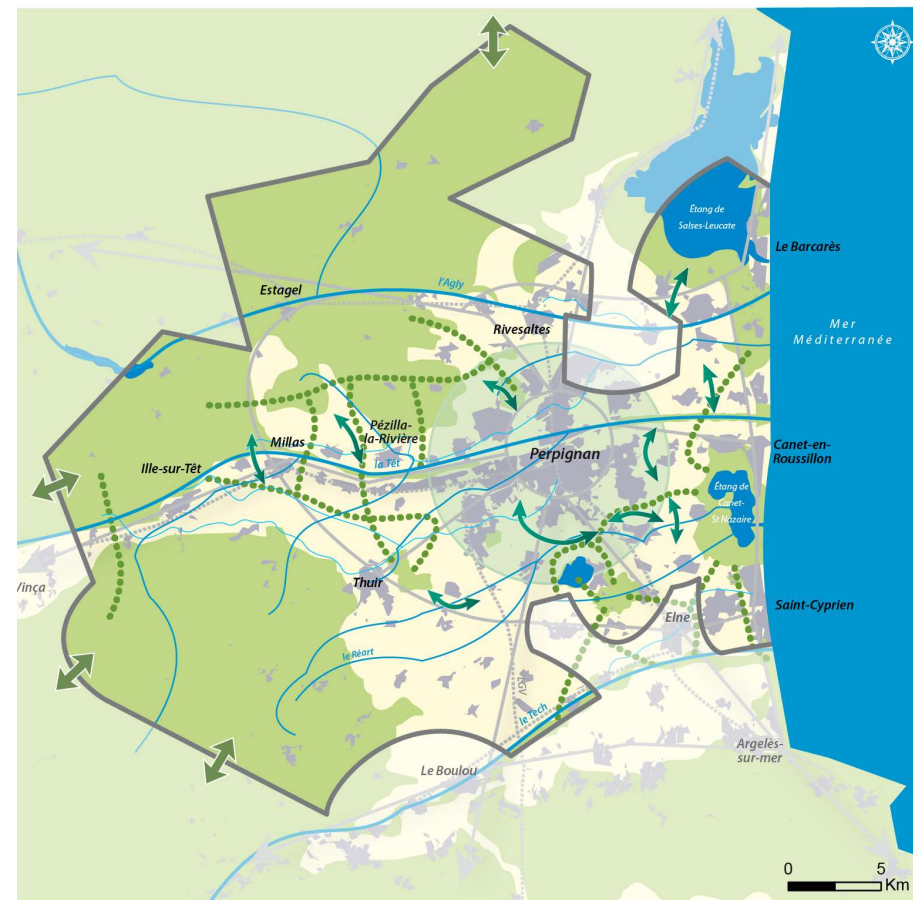 Étang de
Salses-Leucate
Le Barcarès
l'Agly
Estagel
Rivesaltes
Mer
Méditerranée
Pézilla-
la-Rivière
Millas
la Têt
Perpignan
Canet-en-
Roussillon
Ille-sur-Têt
Étang de
Canet-
St Nazaire
Vinça
Thuir
Saint-Cyprien
Elne
le Réart
LGV
le Tech
Argelès-
sur-mer
Le Boulou
0 5
Km